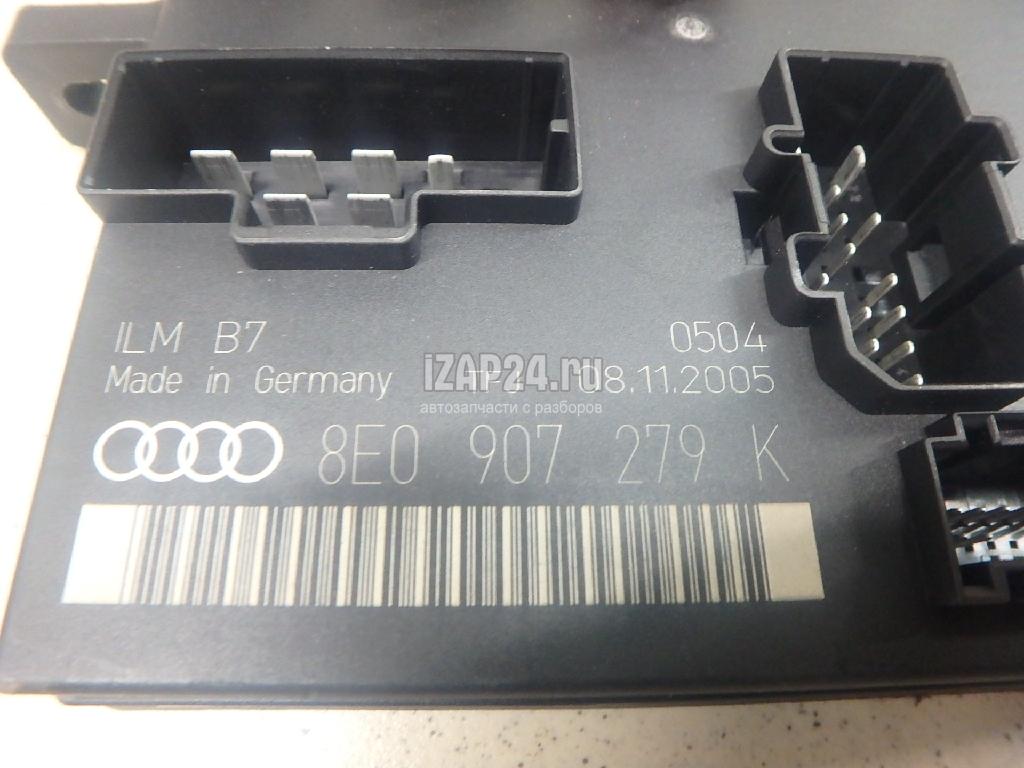 ILM B7 0504
Made in Germany 08.11.2005
iZAP24.ru
автозапчасти с разборов
8E0 907 279 K